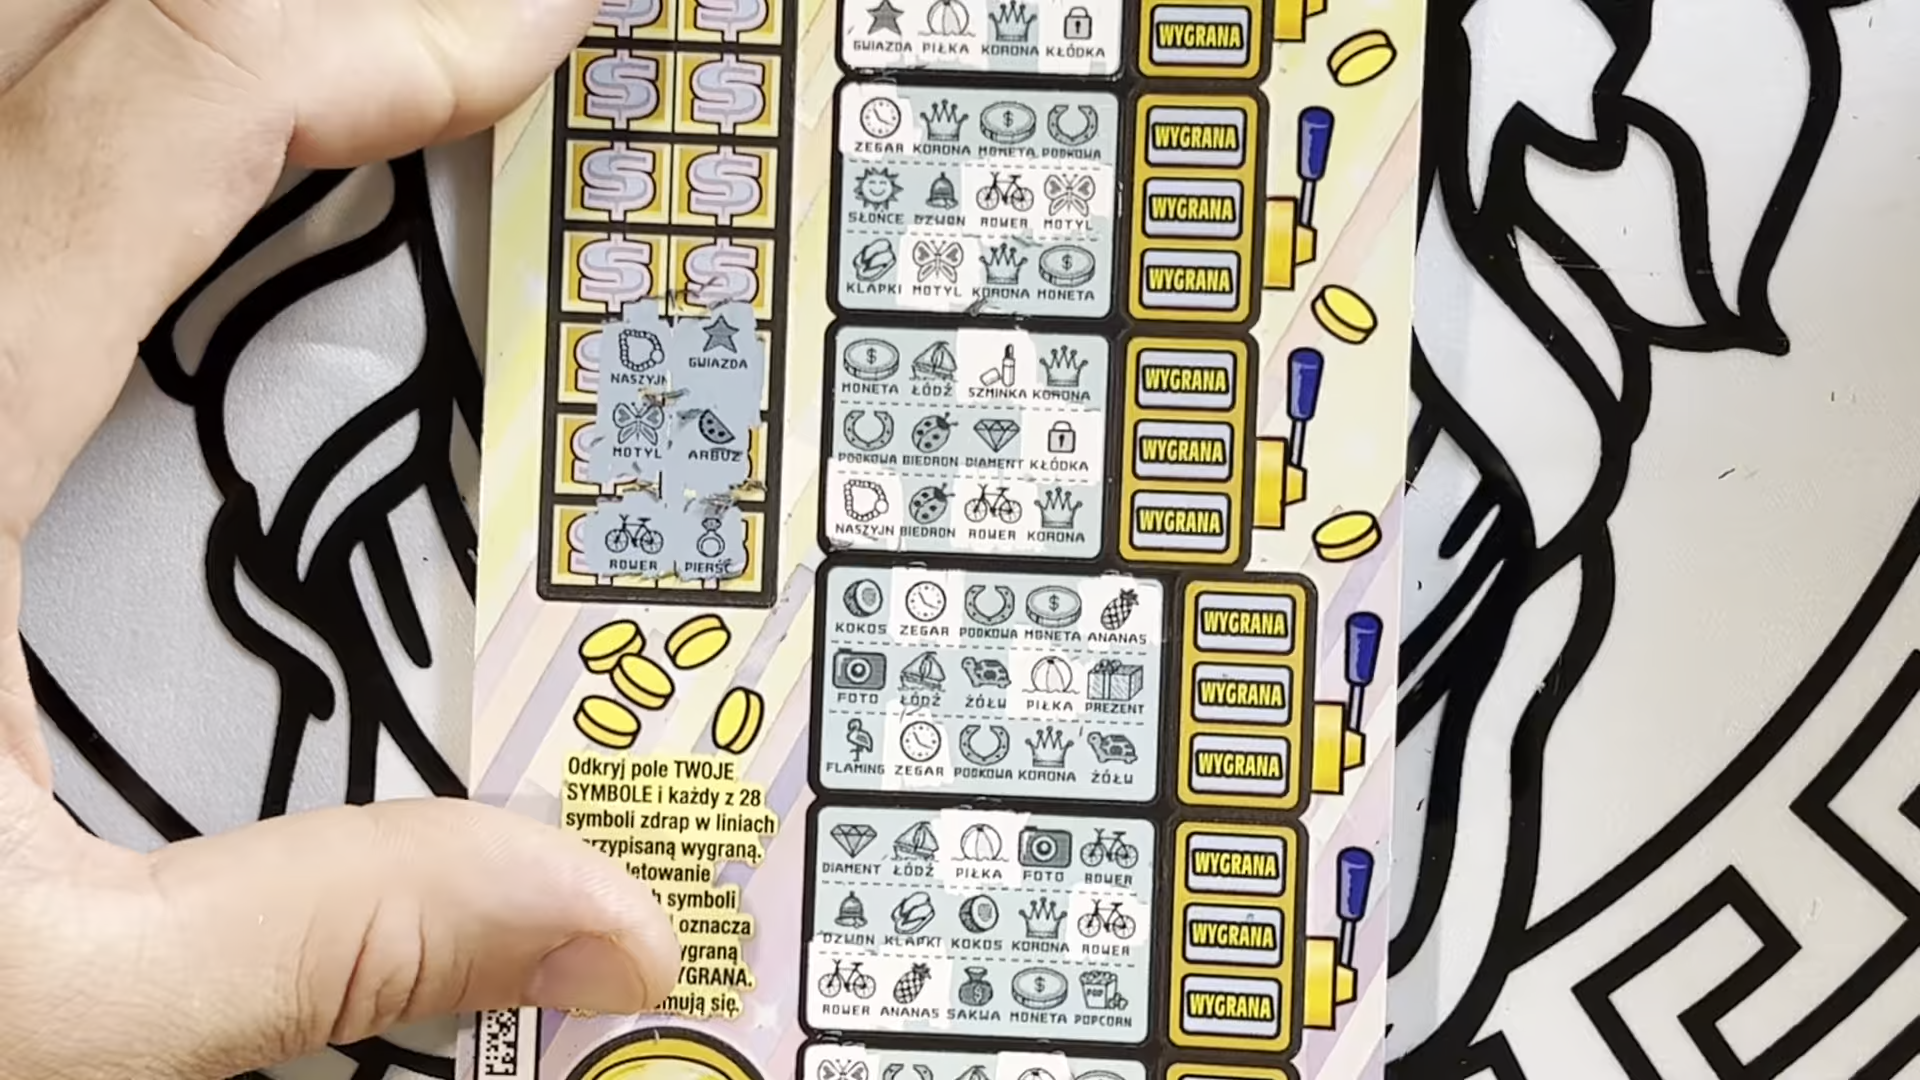 GWIAZDA PIŁKA KORONA KŁÓDKA
WYGRANA
ZEGAR KORONA MONETA PODKOWA
WYGRANA
SŁOŃCE DZWON ROWER MOTYL
WYGRANA
KLAPKI MOTYL KORONA MONETA
WYGRANA
NASZYJN GWIAZDA
MOTYL ARBUZ
ROWER PIERŚC
MONETA ŁÓDŹ SZMINKA KORONA
WYGRANA
PODKOWA BIEDRON DIAMENT KŁÓDKA
WYGRANA
NASZYJN BIEDRON ROWER KORONA
WYGRANA
KOKOS ZEGAR PODKOWA MONETA ANANAS
WYGRANA
FOTO ŁÓDŹ ŻÓŁW PIŁKA PREZENT
WYGRANA
FLAMING ZEGAR PODKOWA KORONA ŻÓŁW
WYGRANA
Odkryj pole TWOJE
SYMBOLE i każdy z 28
symboli zdrap w liniach
wygraną.
symboli
oznacza
się.
DIAMENT ŁÓDŹ PIŁKA FOTO ROWER
WYGRANA
DZWON KLAPKI KOKOS KORONA ROWER
WYGRANA
ROWER ANANAS SAKWA MONETA POPCORN
WYGRANA